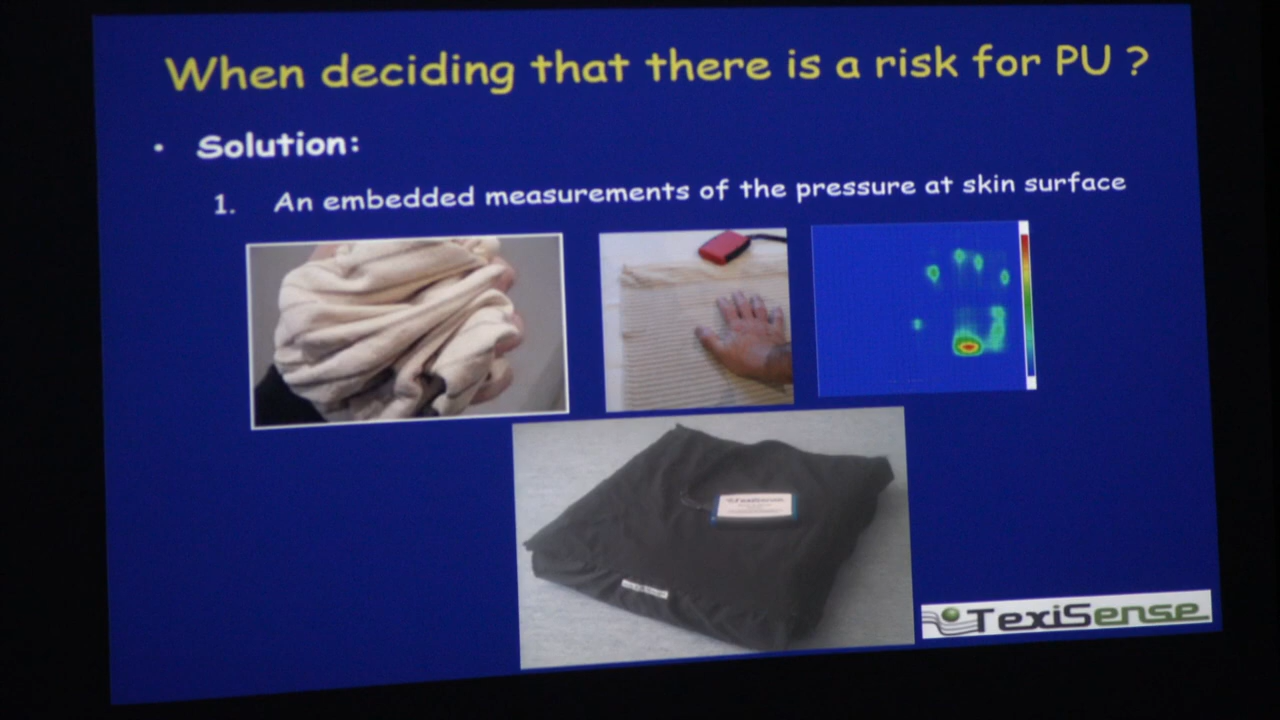 When deciding that there is a risk for PU ?
• Solution:
1. An embedded measurements of the pressure at skin surface
TexiSense